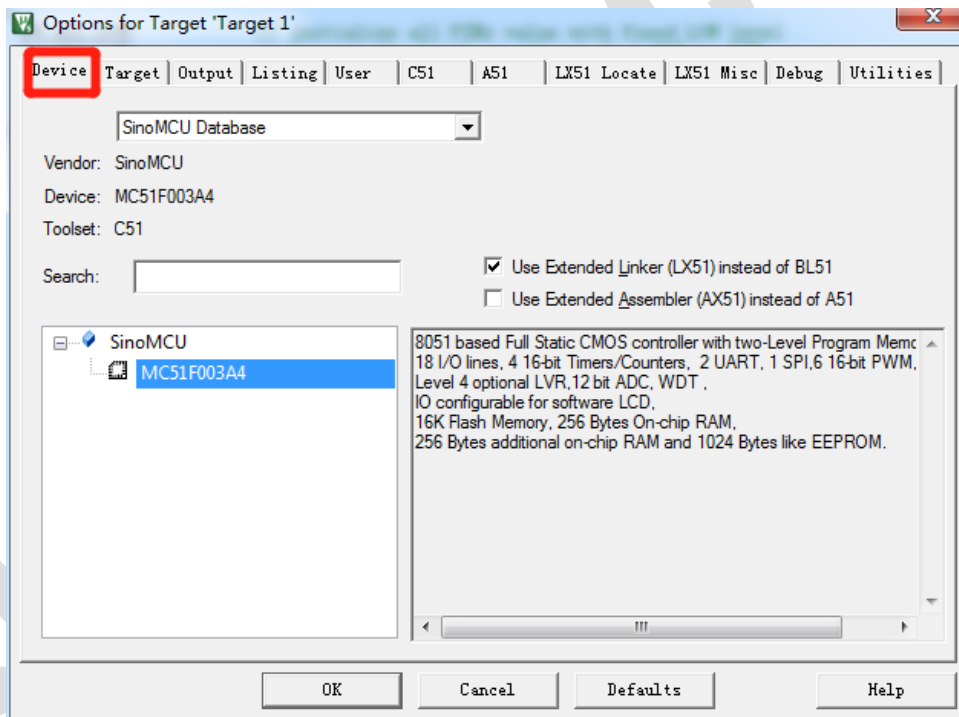 Options for Target 'Target 1'
X
Device Target Output Listing User C51 A51 LX51 Locate LX51 Misc Debug Utilities
SinoMCU Database
Vendor: SinoMCU
Device: MC51F003A4
Toolset: C51
Search:
Use Extended Linker (LX51) instead of BL51
Use Extended Assembler (AX51) instead of A51
SinoMCU
MC51F003A4
8051 based Full Static CMOS controller with two-Level Program Memc
18 I/O lines, 4 16-bit Timers/Counters, 2 UART, 1 SPI,6 16-bit PWM,
Level 4 optional LVR,12 bit ADC, WDT ,
IO configurable for software LCD,
16K Flash Memory, 256 Bytes On-chip RAM,
256 Bytes additional on-chip RAM and 1024 Bytes like EEPROM.
OK Cancel Defaults Help